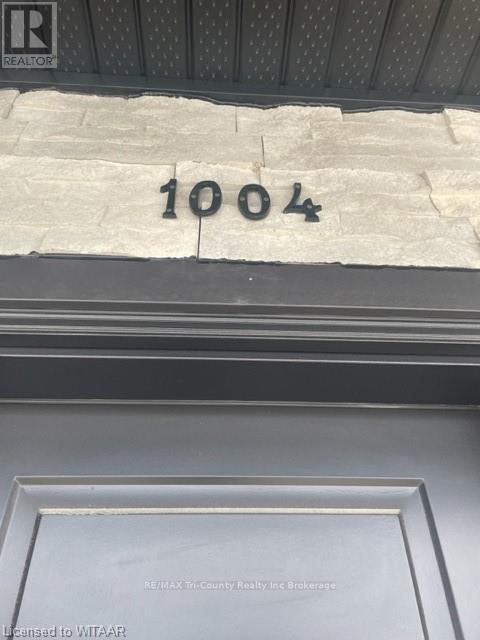 REALTOR
1004
RE/MAX Tri-County Realty Inc Brokerage
Licensed to WITAAR